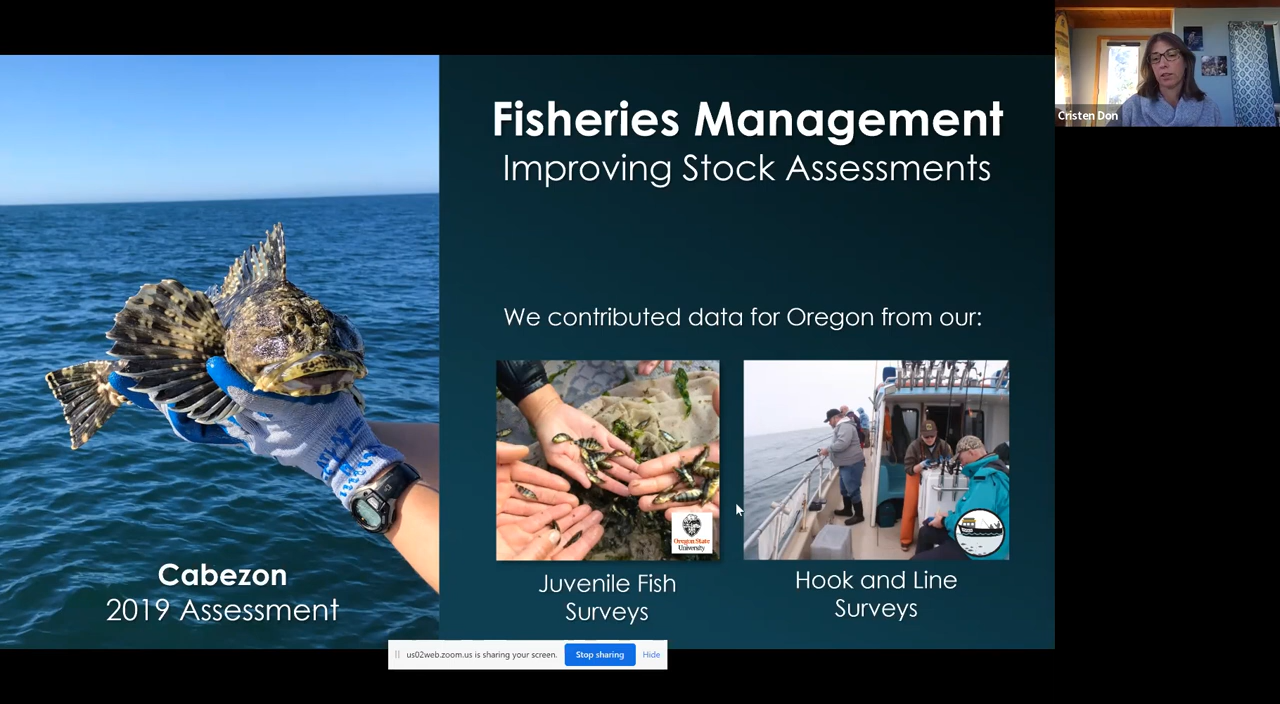 Cristen Don
Fisheries Management
Improving Stock Assessments
We contributed data for Oregon from our:
Oregon State
University
Juvenile Fish
Surveys
Hook and Line
Surveys
Cabezon
2019 Assessment
us02web.zoom.us is sharing your screen.
Stop sharing
Hide